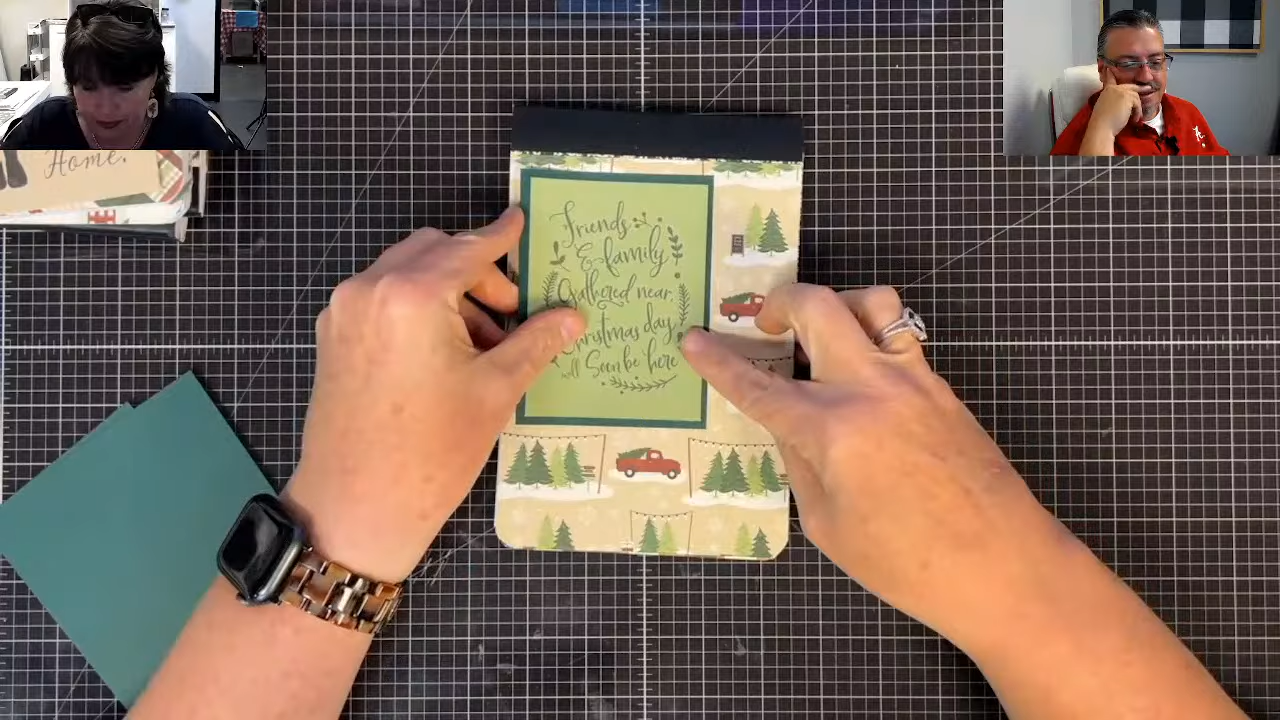 Home.
Friends
& family
Gathered near,
Christmas day
will Soon be here